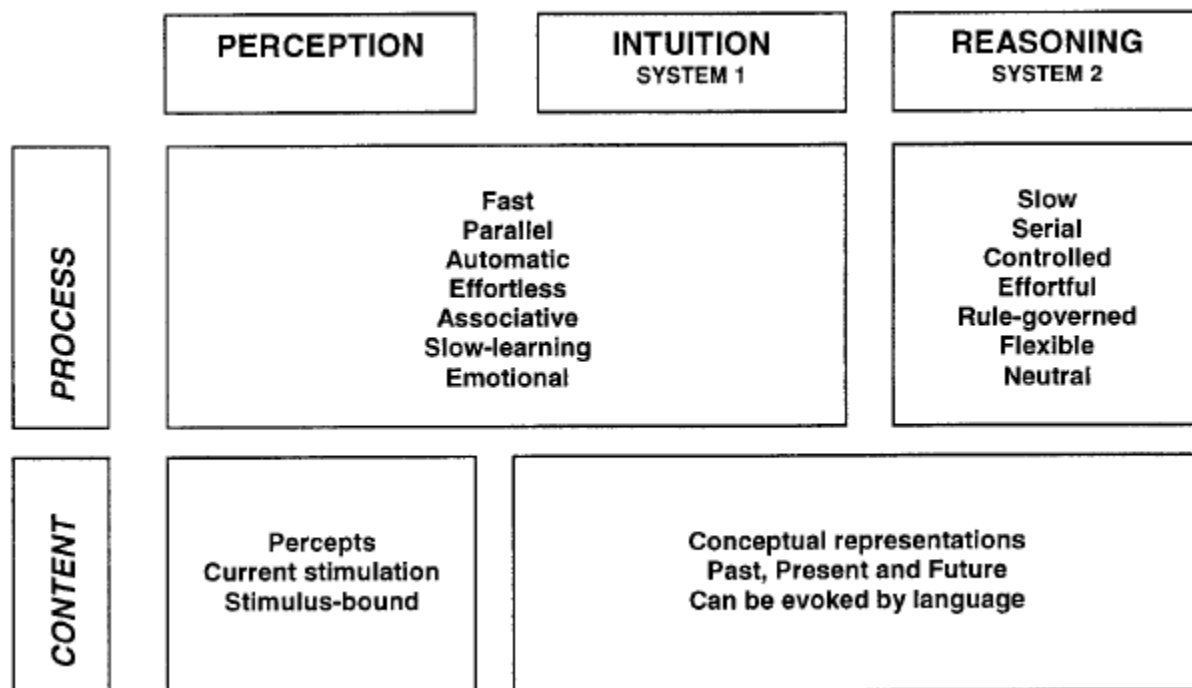 PERCEPTION
INTUITION
SYSTEM 1
REASONING
SYSTEM 2
PROCESS
Fast
Parallel
Automatic
Effortless
Associative
Slow-learning
Emotional
Slow
Serial
Controlled
Effortful
Rule-governed
Flexible
Neutral
CONTENT
Percepts
Current stimulation
Stimulus-bound
Conceptual representations
Past, Present and Future
Can be evoked by language